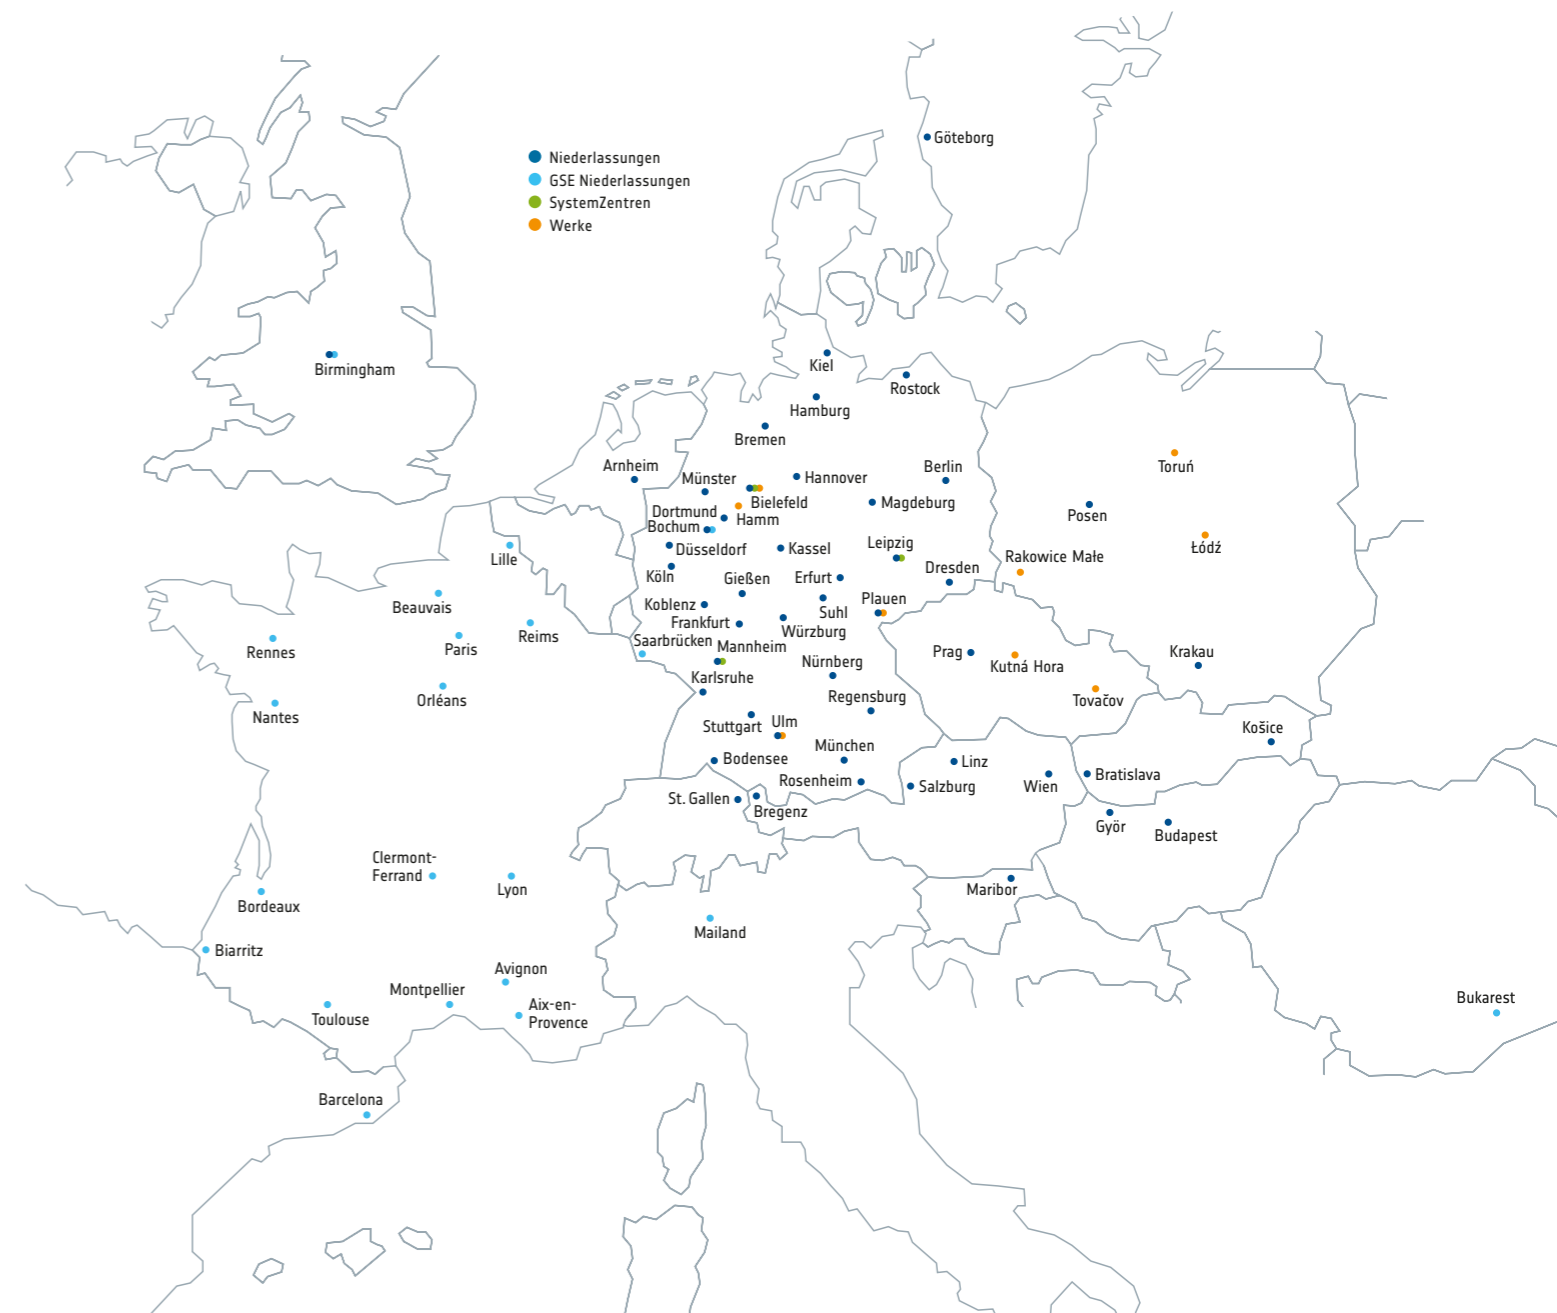 Göteborg
Niederlassungen
GSE Niederlassungen
SystemZentren
Werke
Birmingham
Kiel
Rostock
Hamburg
Bremen
Arnheim
Münster
Hannover
Berlin
Toruń
Bielefeld
Magdeburg
Dortmund
Hamm
Bochum
Posen
Lille
Düsseldorf
Kassel
Leipzig
Łódź
Rakowice Małe
Köln
Gießen
Erfurt
Dresden
Beauvais
Koblenz
Suhl
Plauen
Frankfurt
Würzburg
Reims
Paris
Rennes
Saarbrücken
Mannheim
Prag
Kutná Hora
Krakau
Nürnberg
Karlsruhe
Orléans
Regensburg
Tovačov
Nantes
Stuttgart
Ulm
Košice
München
Bodensee
Linz
Rosenheim
Salzburg
Wien
Bratislava
St. Gallen
Bregenz
Györ
Budapest
Clermont-
Ferrand
Lyon
Maribor
Bordeaux
Mailand
Biarritz
Avignon
Montpellier
Aix-en-
Provence
Toulouse
Bukarest
Barcelona